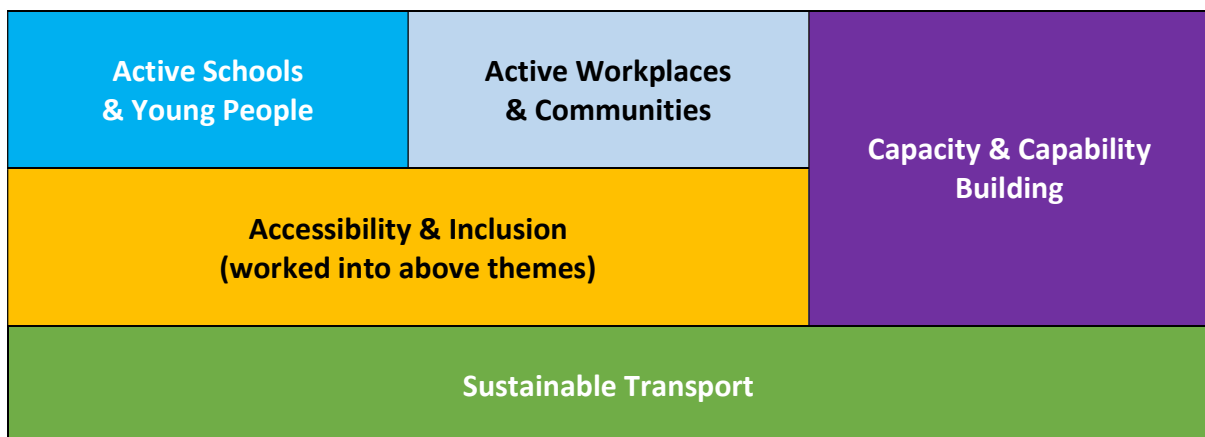 Active Schools
& Young People
Active Workplaces
& Communities
Capacity & Capability
Building
Accessibility & Inclusion
(worked into above themes)
Sustainable Transport